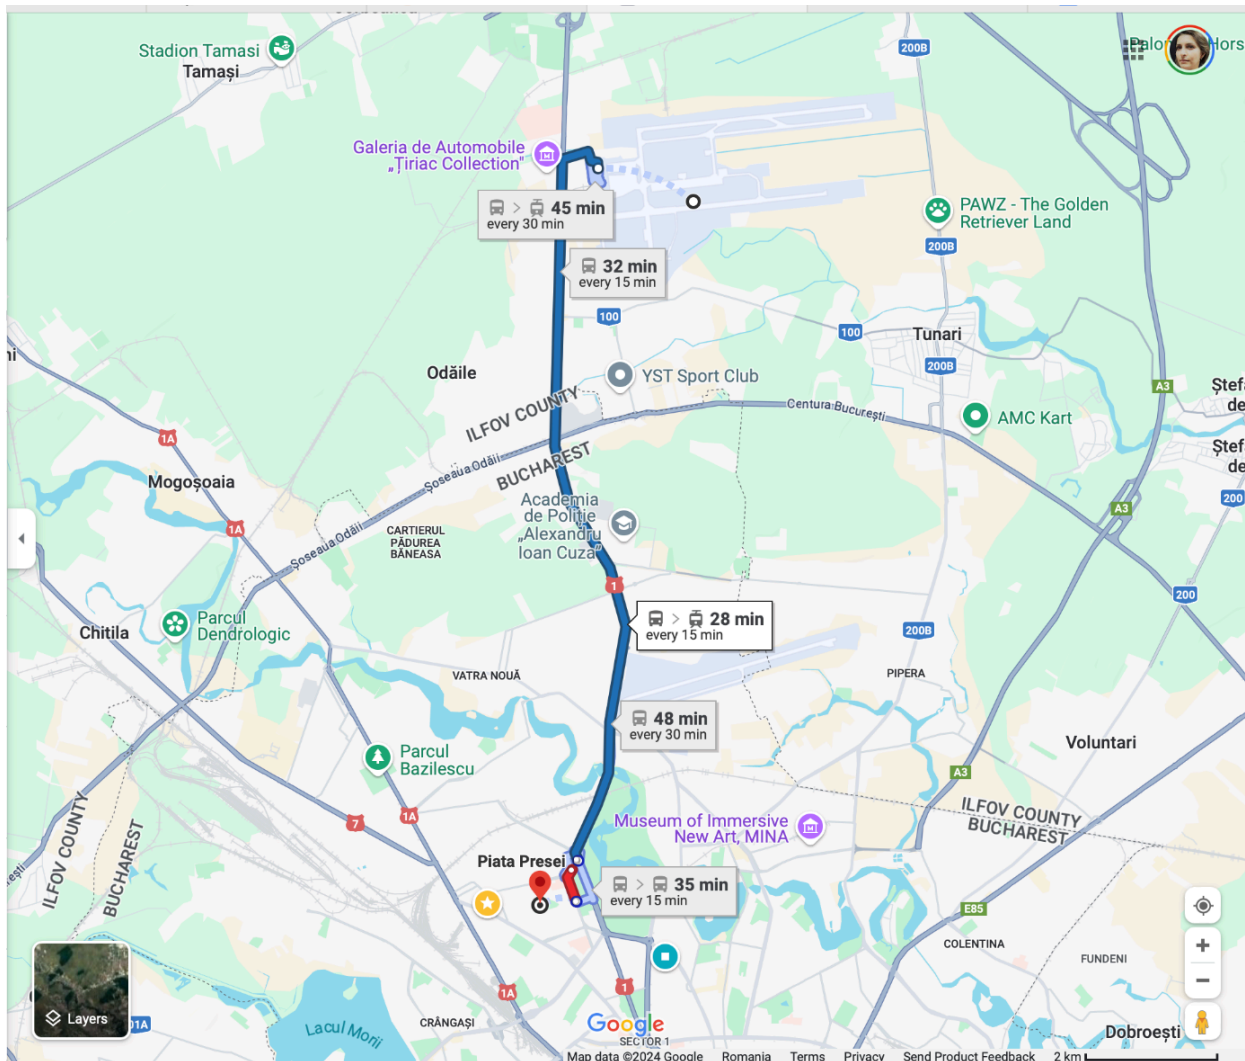 Stadion Tamasi
Tamași
200B
Galeria de Automobile
„Țiriac Collection"
45 min
every 30 min
PAWZ - The Golden
Retriever Land
200B
32 min
every 15 min
100
100
Tunari
200B
Odăile
YST Sport Club
A3
ILFOV COUNTY
Centura București
AMC Kart
1A
Șoseaua Odăii
BUCHAREST
Mogoșoaia
Academia
de Poliție
„Alexandru
Ioan Cuza"
200
A3
1A
CARTIERUL
PĂDUREA
BĂNEASA
Șoseaua Odăii
1
200
Parcul
Dendrologic
Chitila
28 min
every 15 min
200B
VATRA NOUĂ
PIPERA
48 min
every 30 min
Voluntari
Parcul
Bazilescu
A3
ILFOV COUNTY
BUCHAREST
ILFOV COUNTY
BUCHAREST
7
1A
Museum of Immersive
New Art, MINA
Piata Presei
35 min
every 15 min
E85
COLENTINA
FUNDENI
1
1A
Layers
01A
Lacul Morii
CRÂNGAȘI
Google
SECTOR 1
Dobroești
Map data ©2024 Google Romania Terms Privacy Send Product Feedback 2 km